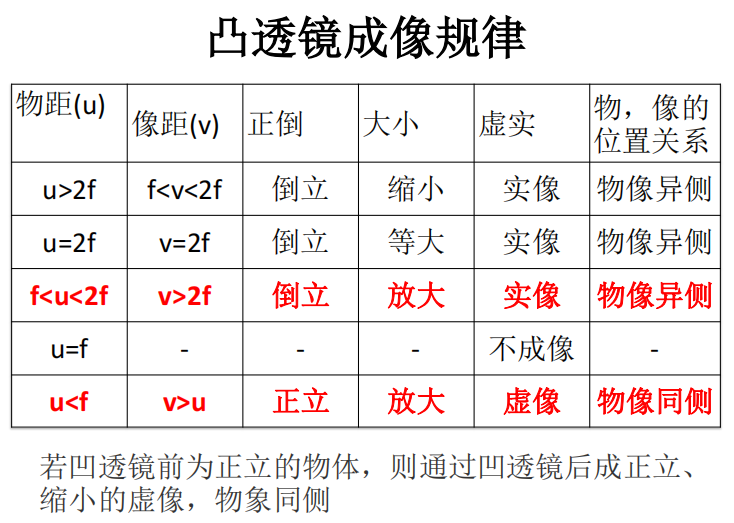 凸透镜成像规律
物距(u) 像距(v) 正倒 大小 虚实 物，像的
位置关系
u>2f f<v<2f 倒立 缩小 实像 物像异侧
u=2f v=2f 倒立 等大 实像 物像异侧
f<u<2f v>2f 倒立 放大 实像 物像异侧
u=f - - - 不成像 -
u<f v>u 正立 放大 虚像 物像同侧
若凹透镜前为正立的物体，则通过凹透镜后成正立、
缩小的虚像，物象同侧